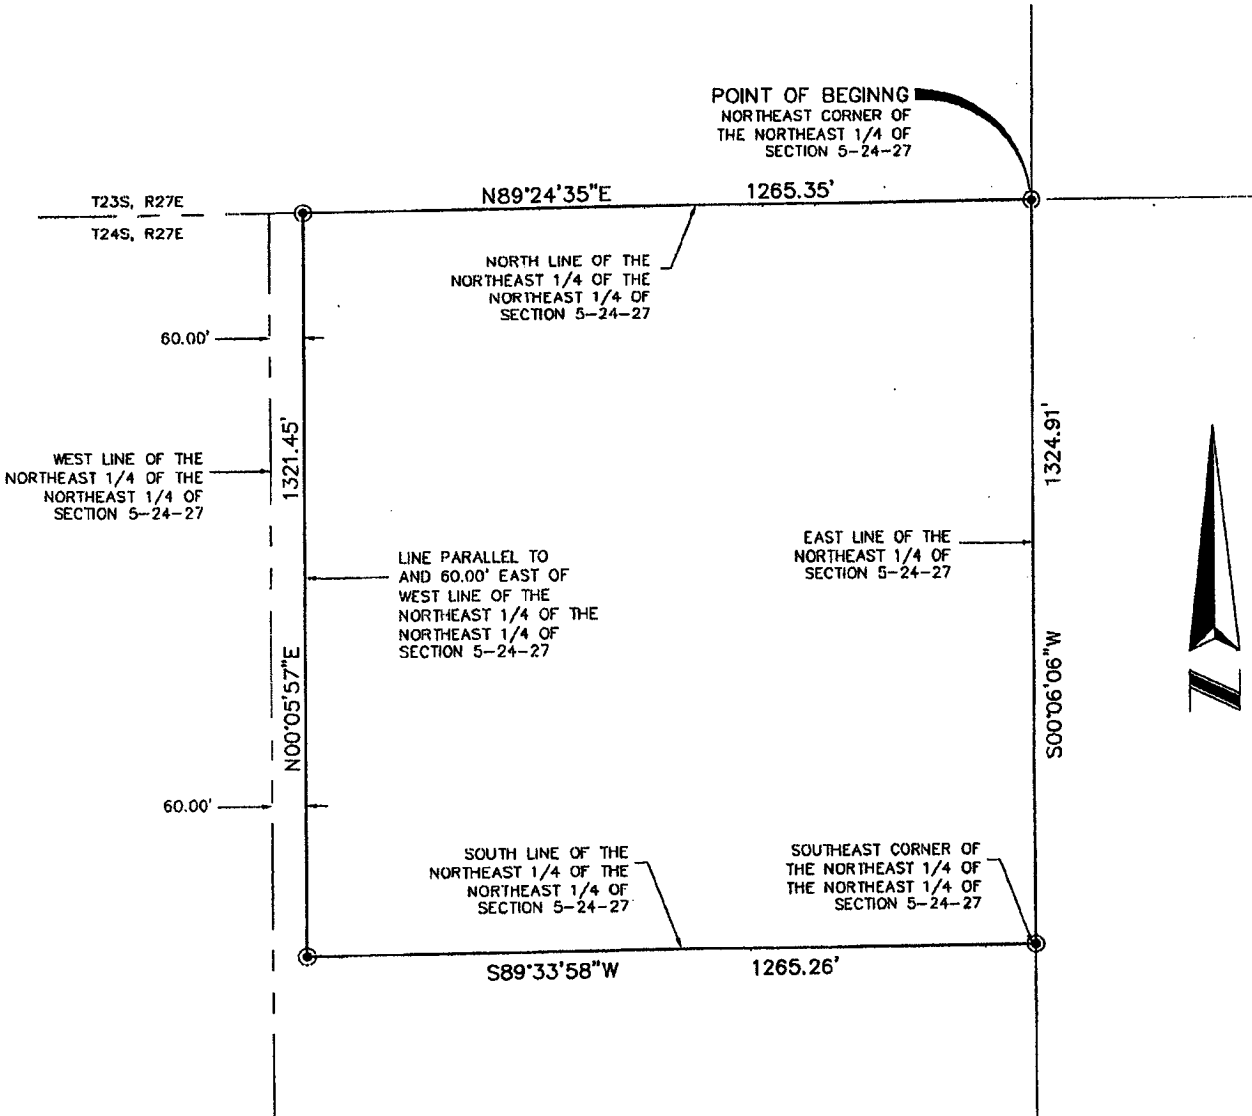 POINT OF BEGINNG
NORTHEAST CORNER OF
THE NORTHEAST 1/4 OF
SECTION 5-24-27
N89°24'35"E
1265.35'
T23S, R27E
T24S, R27E
NORTH LINE OF THE
NORTHEAST 1/4 OF THE
NORTHEAST 1/4 OF
SECTION 5-24-27
60.00'
1321.45'
1324.91'
WEST LINE OF THE
NORTHEAST 1/4 OF THE
NORTHEAST 1/4 OF
SECTION 5-24-27
EAST LINE OF THE
NORTHEAST 1/4 OF
SECTION 5-24-27
LINE PARALLEL TO
AND 60.00' EAST OF
WEST LINE OF THE
NORTHEAST 1/4 OF THE
NORTHEAST 1/4 OF
SECTION 5-24-27
N00°05'57"E
S00°06'06"W
N
60.00'
SOUTH LINE OF THE
NORTHEAST 1/4 OF THE
NORTHEAST 1/4 OF
SECTION 5-24-27
SOUTHEAST CORNER OF
THE NORTHEAST 1/4 OF
THE NORTHEAST 1/4 OF
SECTION 5-24-27
S89°33'58"W
1265.26'